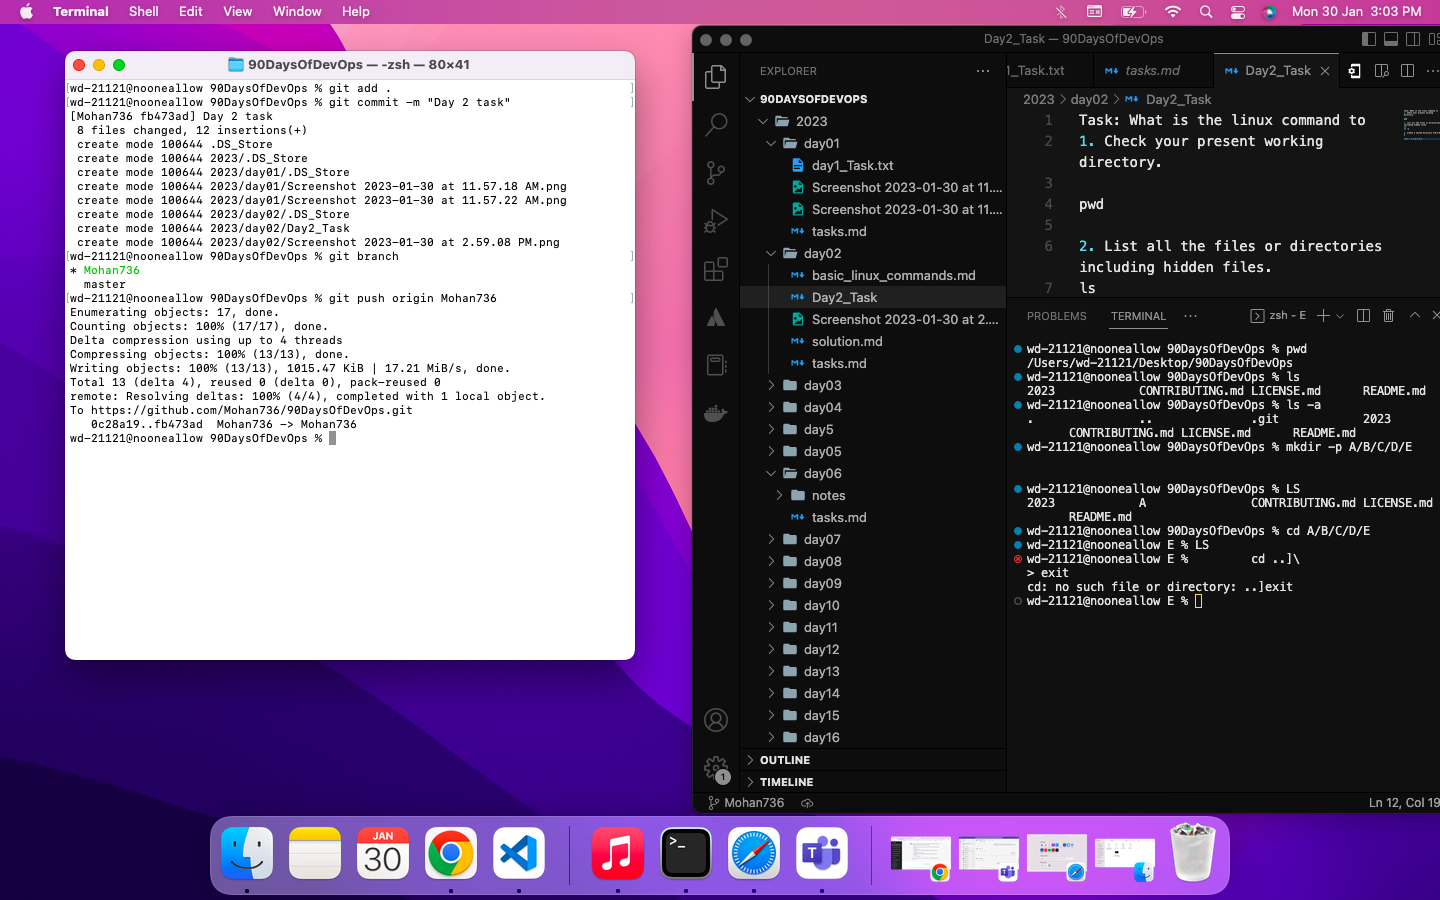 Terminal Shell Edit View Window Help
Mon 30 Jan 3:03 PM
90DaysOfDevOps — -zsh — 80×41
[wd-21121@nooneallow 90DaysOfDevOps % git add . ]
[wd-21121@nooneallow 90DaysOfDevOps % git commit -m "Day 2 task" ]
[Mohan736 fb473ad] Day 2 task
8 files changed, 12 insertions(+)
create mode 100644 .DS_Store
create mode 100644 2023/.DS_Store
create mode 100644 2023/day01/.DS_Store
create mode 100644 2023/day01/Screenshot 2023-01-30 at 11.57.18 AM.png
create mode 100644 2023/day01/Screenshot 2023-01-30 at 11.57.22 AM.png
create mode 100644 2023/day02/.DS_Store
create mode 100644 2023/day02/Day2_Task
create mode 100644 2023/day02/Screenshot 2023-01-30 at 2.59.08 PM.png
[wd-21121@nooneallow 90DaysOfDevOps % git branch ]
* Mohan736
master
[wd-21121@nooneallow 90DaysOfDevOps % git push origin Mohan736 ]
Enumerating objects: 17, done.
Counting objects: 100% (17/17), done.
Delta compression using up to 4 threads
Compressing objects: 100% (13/13), done.
Writing objects: 100% (13/13), 1015.47 KiB | 17.21 MiB/s, done.
Total 13 (delta 4), reused 0 (delta 0), pack-reused 0
remote: Resolving deltas: 100% (4/4), completed with 1 local object.
To https://github.com/Mohan736/90DaysOfDevOps.git
0c28a19..fb473ad Mohan736 -> Mohan736
wd-21121@nooneallow 90DaysOfDevOps %
Day2_Task — 90DaysOfDevOps
EXPLORER ···
90DAYSOFDEVOPS
2023
day01
day1_Task.txt
Screenshot 2023-01-30 at 11....
Screenshot 2023-01-30 at 11....
tasks.md
day02
basic_linux_commands.md
Day2_Task
Screenshot 2023-01-30 at 2....
solution.md
tasks.md
day03
day04
day5
day05
day06
notes
tasks.md
day07
day08
day09
day10
day11
day12
day13
day14
day15
day16
OUTLINE
TIMELINE
1_Task.txt tasks.md Day2_Task
2023 > day02 > Day2_Task
1 Task: What is the linux command to
2 1. Check your present working
directory.
3
4 pwd
5
6 2. List all the files or directories
including hidden files.
7 ls
PROBLEMS TERMINAL ··· zsh - E
wd-21121@nooneallow 90DaysOfDevOps % pwd
/Users/wd-21121/Desktop/90DaysOfDevOps
wd-21121@nooneallow 90DaysOfDevOps % ls
2023 CONTRIBUTING.md LICENSE.md README.md
wd-21121@nooneallow 90DaysOfDevOps % ls -a
. .. .git 2023
CONTRIBUTING.md LICENSE.md README.md
wd-21121@nooneallow 90DaysOfDevOps % mkdir -p A/B/C/D/E
wd-21121@nooneallow 90DaysOfDevOps % LS
2023 A CONTRIBUTING.md LICENSE.md
README.md
wd-21121@nooneallow 90DaysOfDevOps % cd A/B/C/D/E
wd-21121@nooneallow E % LS
wd-21121@nooneallow E % cd ..]\
> exit
cd: no such file or directory: ..]exit
wd-21121@nooneallow E %
1
Mohan736
Ln 12, Col 19
JAN
30